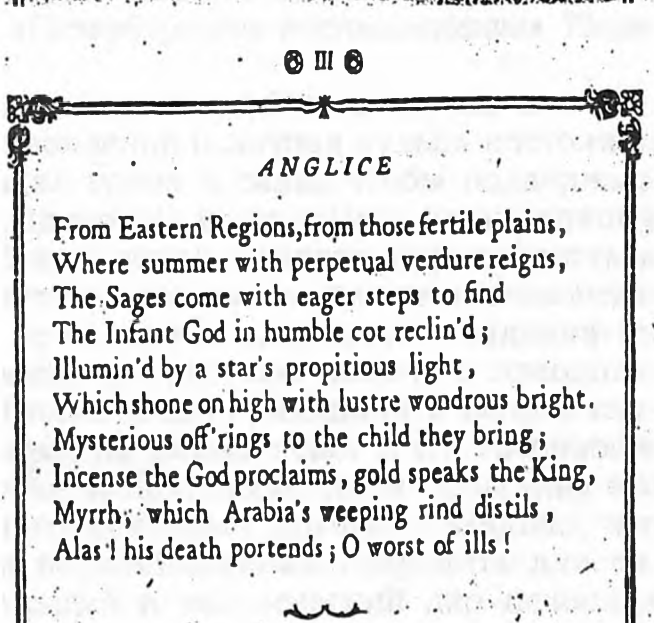 III
ANGLICE
From Eastern Regions, from those fertile plains,
Where summer with perpetual verdure reigns,
The Sages come with eager steps to find
The Infant God in humble cot reclin'd;
Illumin'd by a star's propitious light,
Which shone on high with lustre wondrous bright.
Mysterious off'rings to the child they bring;
Incense the God proclaims, gold speaks the King,
Myrrh, which Arabia's weeping rind distils,
Alas! his death portends; O worst of ills!